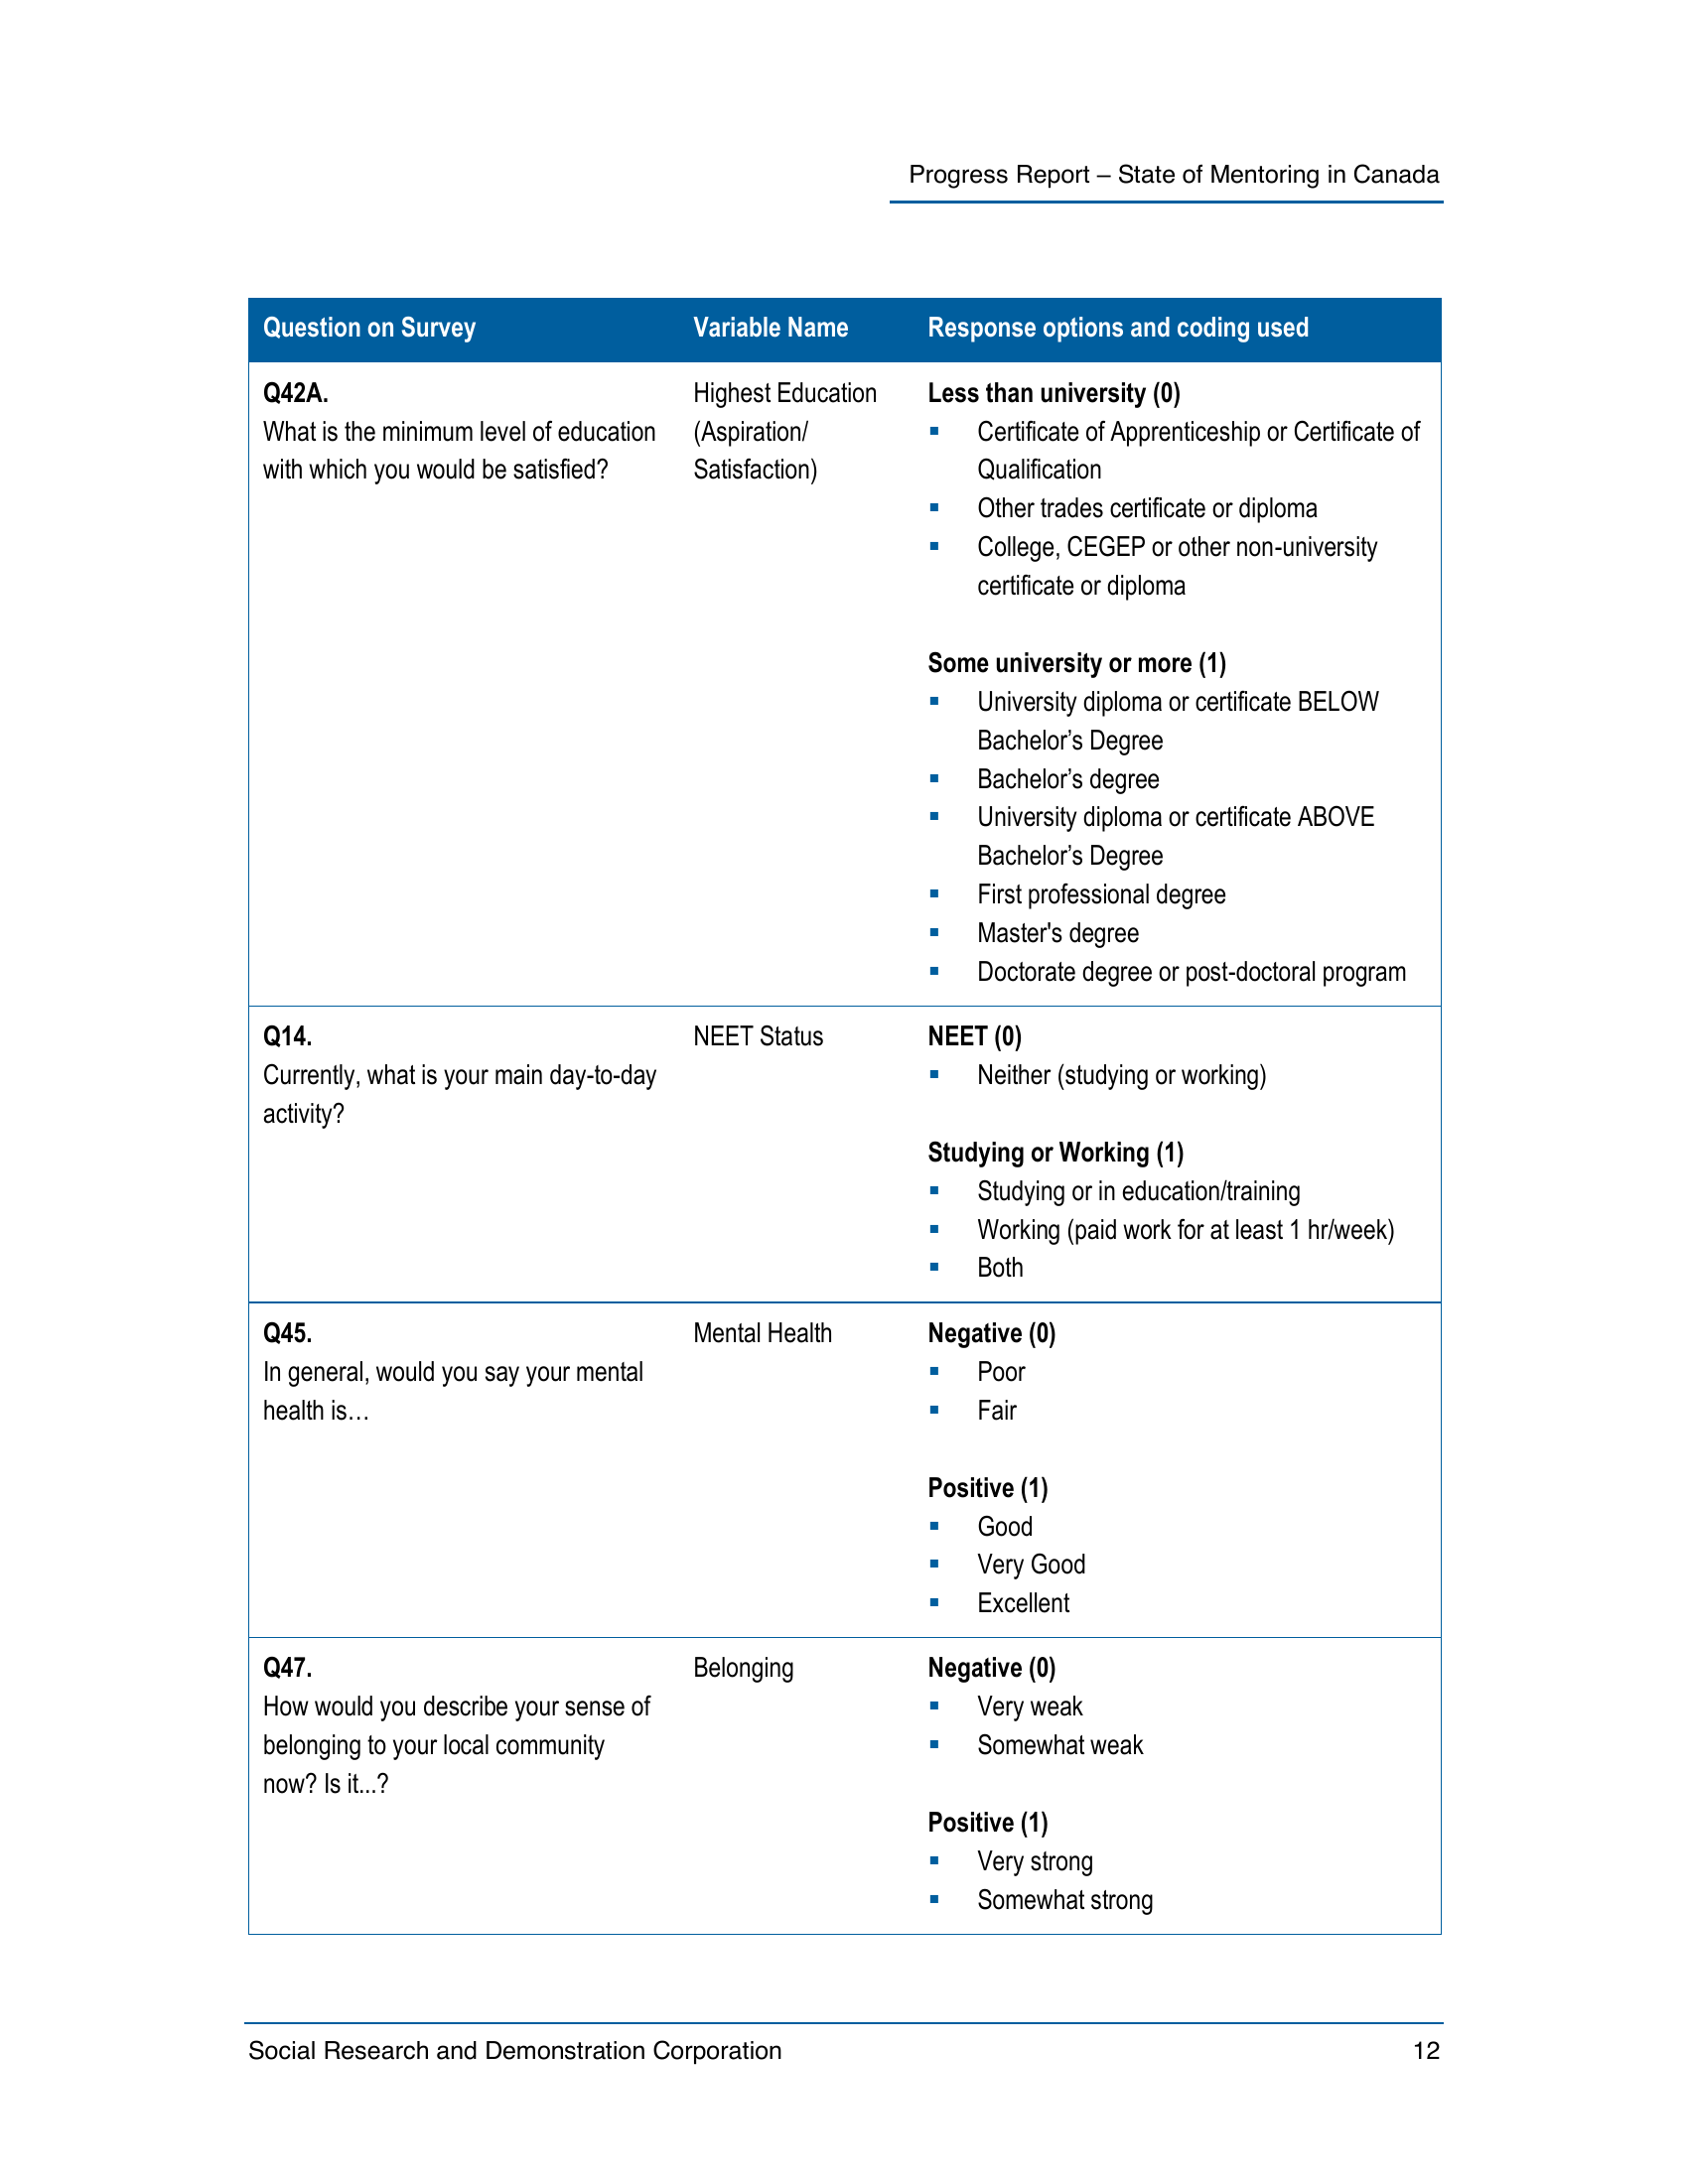 Progress Report – State of Mentoring in Canada
Question on Survey
Variable Name
Response options and coding used
Q42A.
What is the minimum level of education
with which you would be satisfied?
Highest Education
(Aspiration/
Satisfaction)
Less than university (0)
▪ Certificate of Apprenticeship or Certificate of
Qualification
▪ Other trades certificate or diploma
▪ College, CEGEP or other non-university
certificate or diploma
Some university or more (1)
▪ University diploma or certificate BELOW
Bachelor’s Degree
▪ Bachelor’s degree
▪ University diploma or certificate ABOVE
Bachelor’s Degree
▪ First professional degree
▪ Master's degree
▪ Doctorate degree or post-doctoral program
Q14.
Currently, what is your main day-to-day
activity?
NEET Status
NEET (0)
▪ Neither (studying or working)
Studying or Working (1)
▪ Studying or in education/training
▪ Working (paid work for at least 1 hr/week)
▪ Both
Q45.
In general, would you say your mental
health is…
Mental Health
Negative (0)
▪ Poor
▪ Fair
Positive (1)
▪ Good
▪ Very Good
▪ Excellent
Q47.
How would you describe your sense of
belonging to your local community
now? Is it...?
Belonging
Negative (0)
▪ Very weak
▪ Somewhat weak
Positive (1)
▪ Very strong
▪ Somewhat strong
Social Research and Demonstration Corporation
12